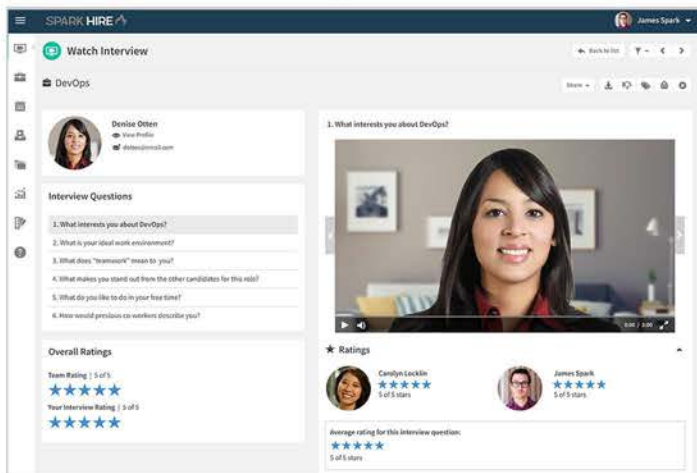 SPARK HIRE
James Spark
Watch Interview
Back to list
DevOps
Share
Denise Otten
View Profile
Interview Questions
1. What interests you about DevOps?
2. What is your ideal work environment?
3. What does "teamwork" mean to you?
4. What makes you stand out from the other candidates for this role?
5. What do you like to do in your free time?
6. How would previous co-workers describe you?
Overall Ratings
Team Rating | 5 of 5
Your Interview Rating | 5 of 5
1. What interests you about DevOps?
Ratings
Carolyn Locklin
5 of 5 stars
James Spark
5 of 5 stars
Average rating for this interview question:
5 of 5 stars